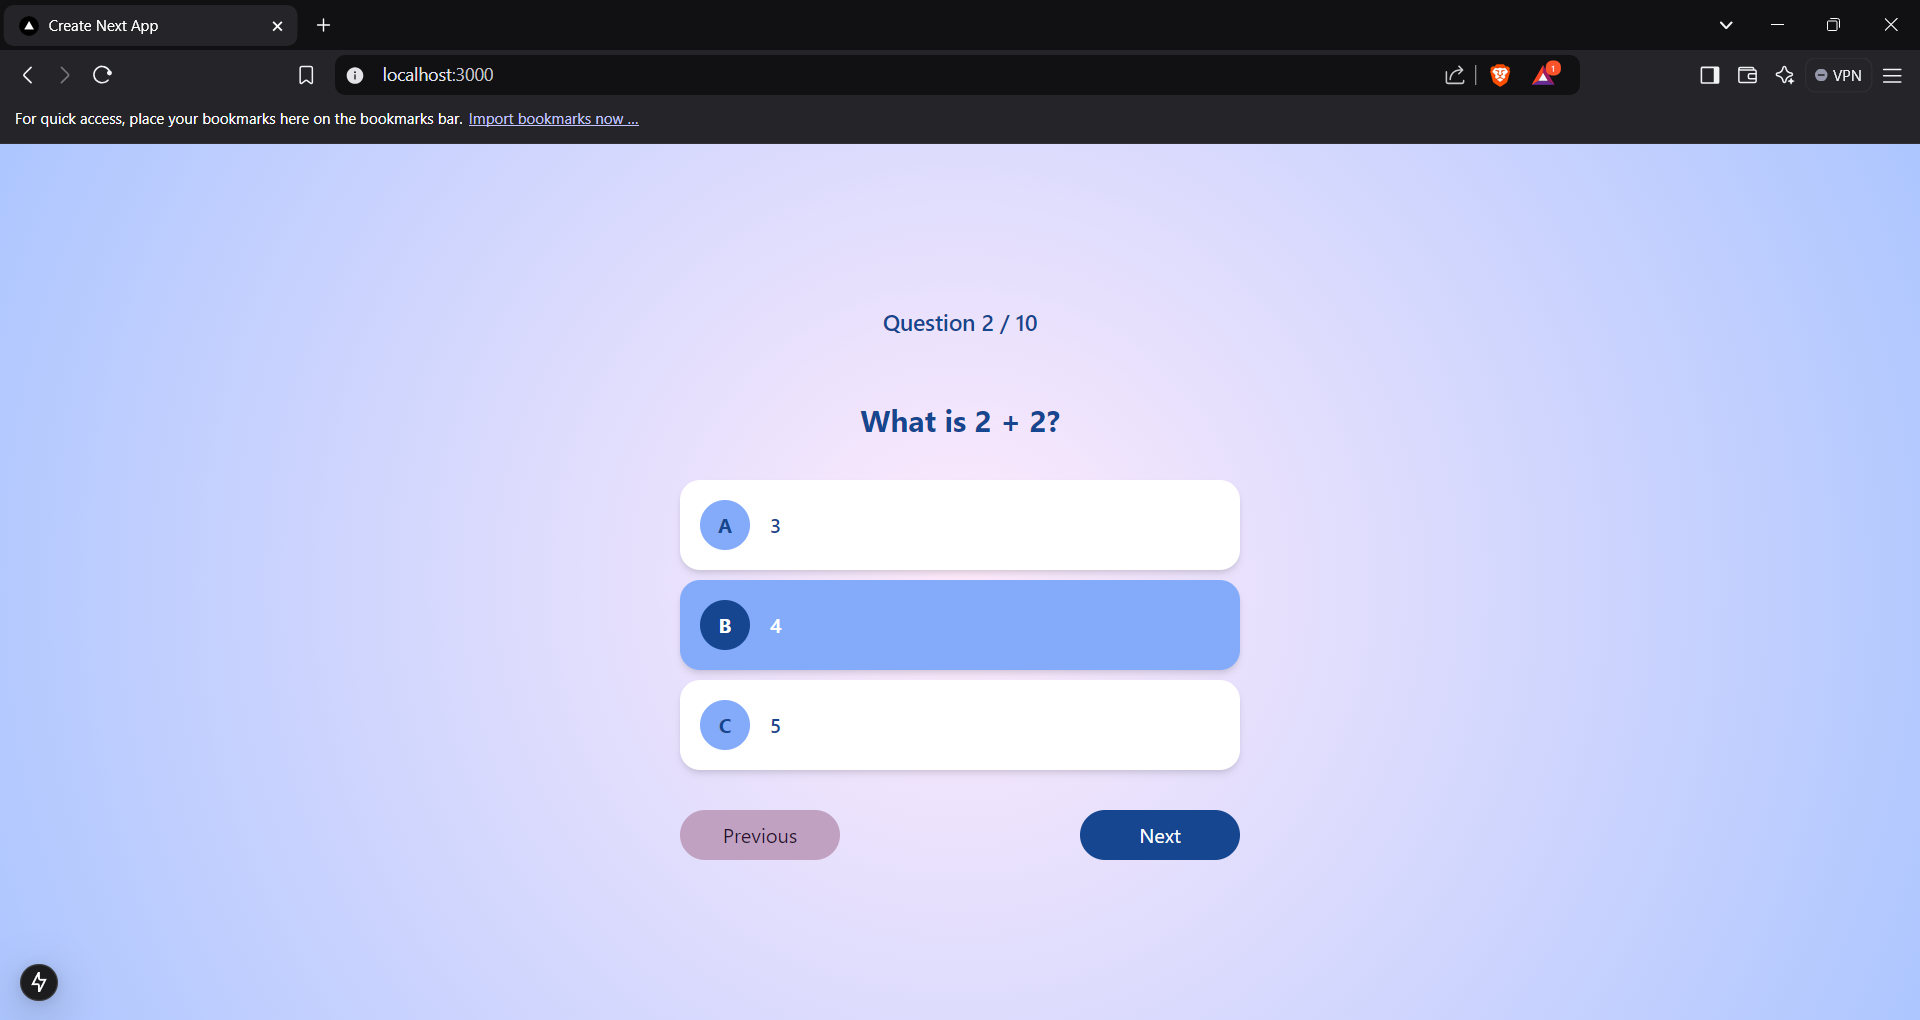 Create Next App
localhost:3000
1
VPN
For quick access, place your bookmarks here on the bookmarks bar. Import bookmarks now ...
Question 2 / 10
What is 2 + 2?
A 3
B 4
C 5
Previous Next